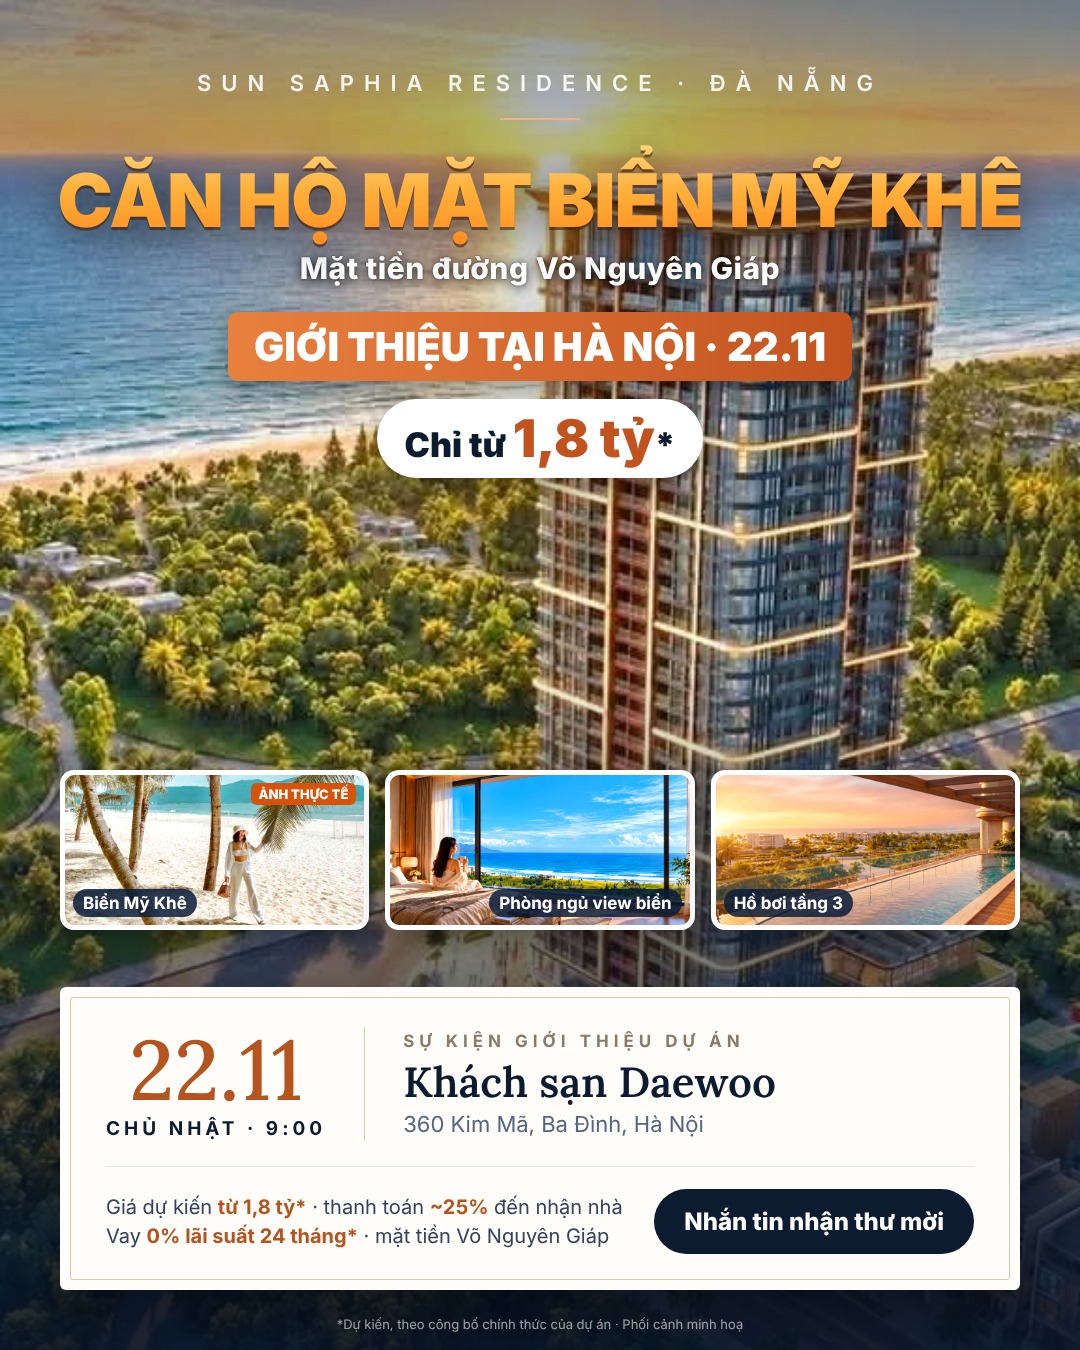 SUN SAPHIA RESIDENCE · ĐÀ NẴNG
CĂN HỘ MẶT BIỂN MỸ KHÊ
Mặt tiền đường Võ Nguyên Giáp
GIỚI THIỆU TẠI HÀ NỘI · 22.11
Chỉ từ 1,8 tỷ*
ẢNH THỰC TẾ
Biển Mỹ Khê
Phòng ngủ view biển
Hồ bơi tầng 3
22.11
CHỦ NHẬT · 9:00
SỰ KIỆN GIỚI THIỆU DỰ ÁN
Khách sạn Daewoo
360 Kim Mã, Ba Đình, Hà Nội
Giá dự kiến từ 1,8 tỷ* · thanh toán ~25% đến nhận nhà
Vay 0% lãi suất 24 tháng* · mặt tiền Võ Nguyên Giáp
Nhắn tin nhận thư mời
*Dự kiến, theo công bố chính thức của dự án · Phối cảnh minh hoạ